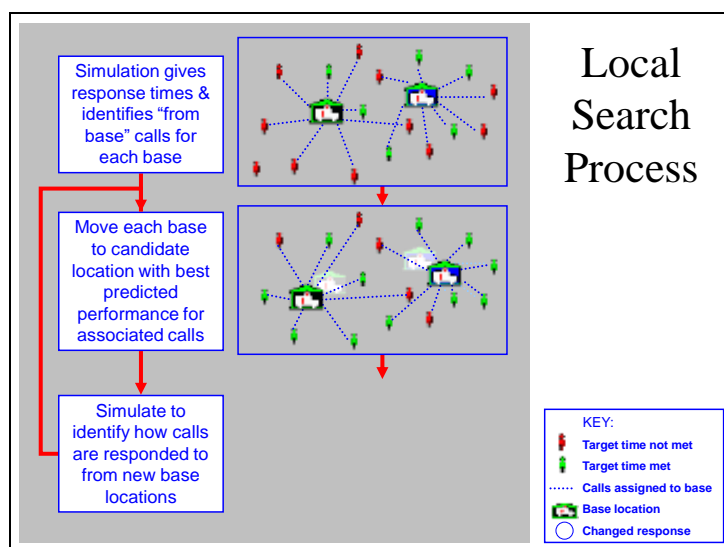 Local
Search
Process
Simulation gives
response times &
identifies “from
base” calls for
each base
Move each base
to candidate
location with best
predicted
performance for
associated calls
Simulate to
identify how calls
are responded to
from new base
locations
KEY:
Target time not met
Target time met
Calls assigned to base
Base location
Changed response